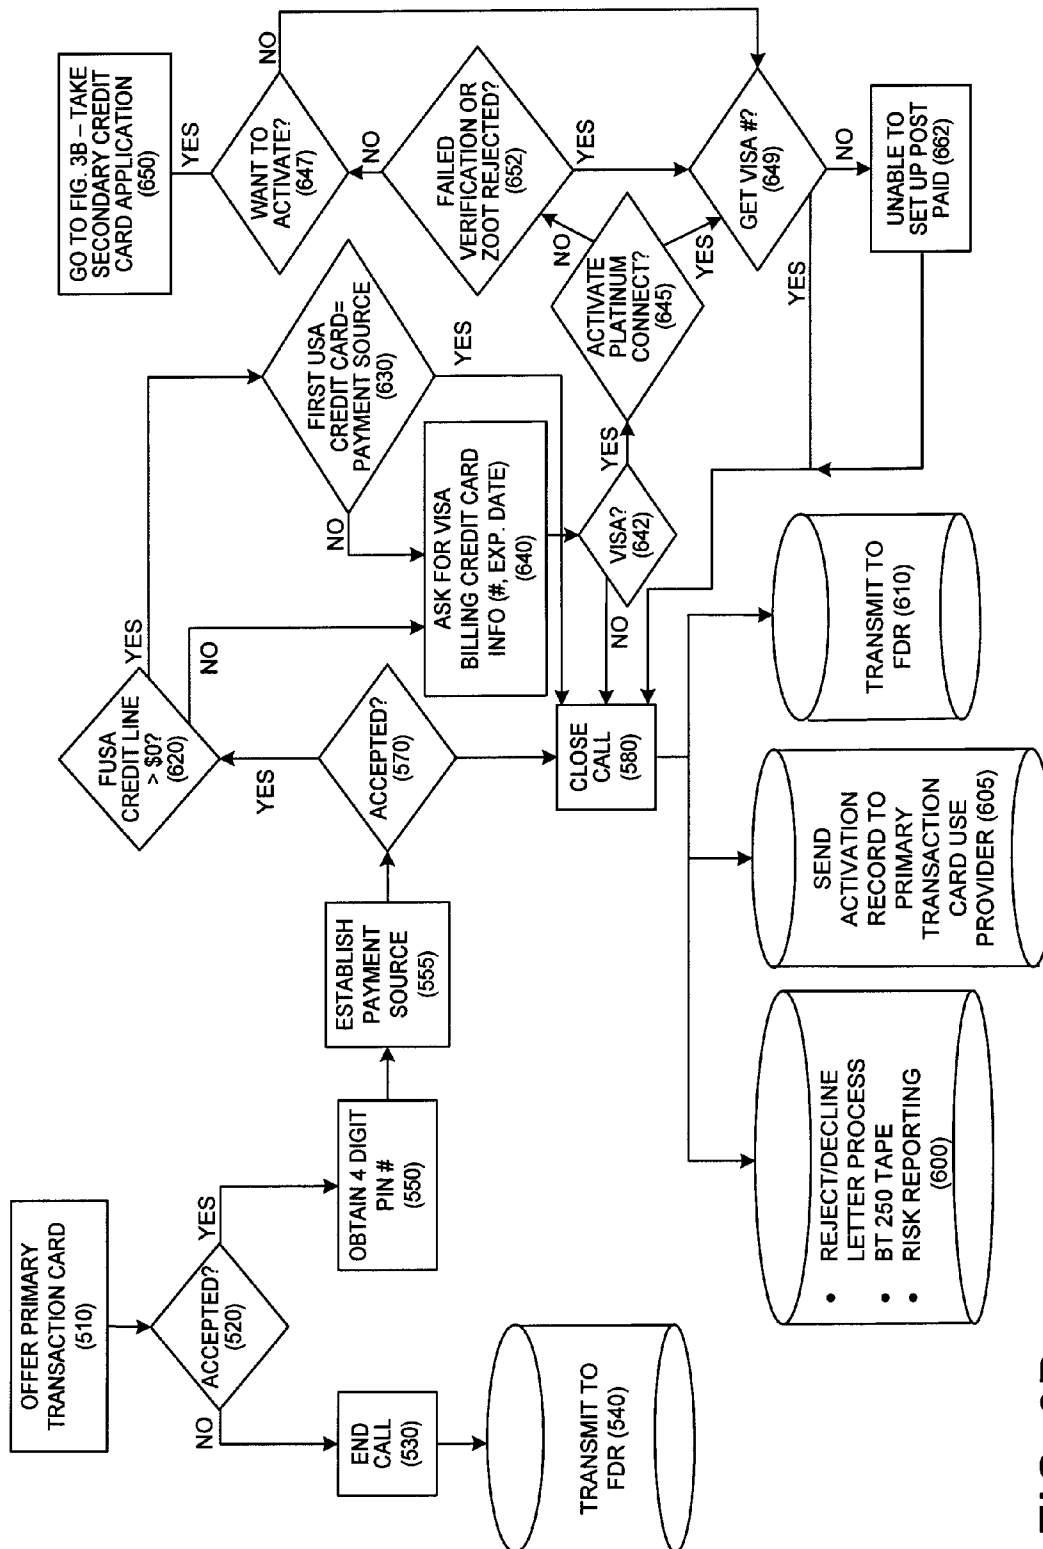 OFFER PRIMARY
TRANSACTION CARD
(510)
ACCEPTED?
(520)
NO
YES
END
CALL
(530)
TRANSMIT TO
FDR (540)
OBTAIN 4 DIGIT
PIN #
(550)
ESTABLISH
PAYMENT
SOURCE
(555)
ACCEPTED?
(570)
YES
FUSA
CREDIT LINE
> $0?
(620)
YES
NO
FIRST USA
CREDIT CARD=
PAYMENT SOURCE
(630)
NO
YES
ASK FOR VISA
BILLING CREDIT CARD
INFO (#, EXP. DATE)
(640)
VISA?
(642)
NO
YES
ACTIVATE
PLATINUM
CONNECT?
(645)
NO
YES
FAILED
VERIFICATION OR
ZOOT REJECTED?
(652)
NO
YES
WANT TO
ACTIVATE?
(647)
YES
NO
GO TO FIG. 3B – TAKE
SECONDARY CREDIT
CARD APPLICATION
(650)
GET VISA #?
(649)
YES
NO
UNABLE TO
SET UP POST
PAID (662)
CLOSE
CALL
(580)
• REJECT/DECLINE
LETTER PROCESS
• BT 250 TAPE
• RISK REPORTING
(600)
SEND
ACTIVATION
RECORD TO
PRIMARY
TRANSACTION
CARD USE
PROVIDER (605)
TRANSMIT TO
FDR (610)